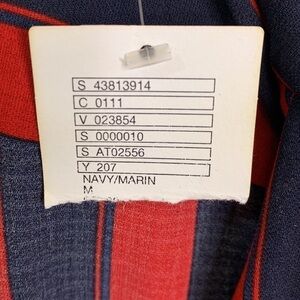 S 43813914
C 0111
V 023854
S 0000010
S AT02556
Y 207
NAVY/MARIN
M